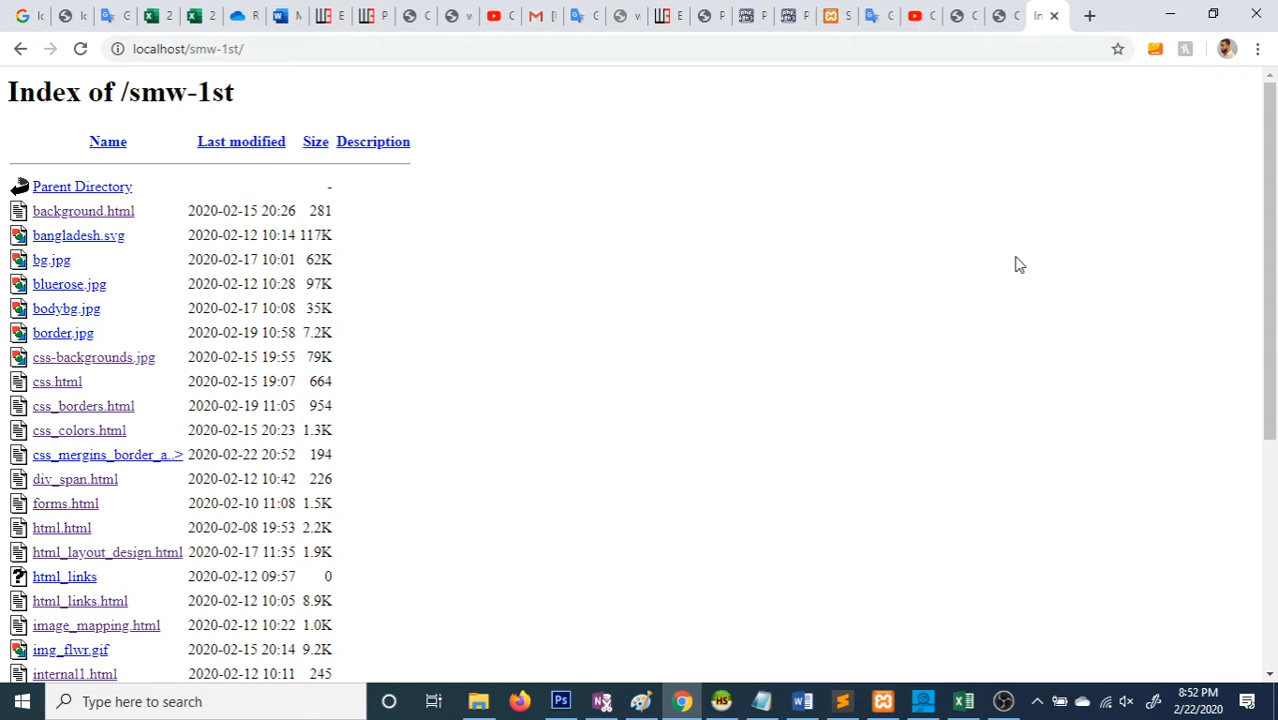 localhost/smw-1st/
Index of /smw-1st
Name Last modified Size Description
Parent Directory -
background.html 2020-02-15 20:26 281
bangladesh.svg 2020-02-12 10:14 117K
bg.jpg 2020-02-17 10:01 62K
bluerose.jpg 2020-02-12 10:28 97K
bodybg.jpg 2020-02-17 10:08 35K
border.jpg 2020-02-19 10:58 7.2K
css-backgrounds.jpg 2020-02-15 19:55 79K
css.html 2020-02-15 19:07 664
css_borders.html 2020-02-19 11:05 954
css_colors.html 2020-02-15 20:23 1.3K
css_mergins_border_a..> 2020-02-22 20:52 194
div_span.html 2020-02-12 10:42 226
forms.html 2020-02-10 11:08 1.5K
html.html 2020-02-08 19:53 2.2K
html_layout_design.html 2020-02-17 11:35 1.9K
html_links 2020-02-12 09:57 0
html_links.html 2020-02-12 10:05 8.9K
image_mapping.html 2020-02-12 10:22 1.0K
img_flwr.gif 2020-02-15 20:14 9.2K
internal1.html 2020-02-12 10:11 245
Type here to search
8:52 PM
2/22/2020